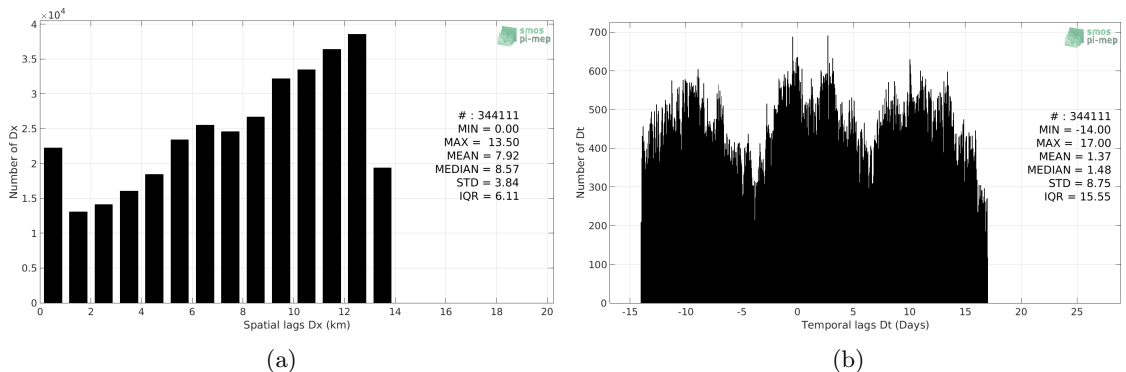 ×10⁴
4
3.5
3
2.5
2
1.5
1
0.5
0
Number of Dx
0 2 4 6 8 10 12 14 16 18 20
Spatial lags Dx (km)
smos
pi-mep
# : 344111
MIN = 0.00
MAX = 13.50
MEAN = 7.92
MEDIAN = 8.57
STD = 3.84
IQR = 6.11
(a)
700
600
500
400
300
200
100
0
Number of Dt
-15 -10 -5 0 5 10 15 20 25
Temporal lags Dt (Days)
smos
pi-mep
# : 344111
MIN = -14.00
MAX = 17.00
MEAN = 1.37
MEDIAN = 1.48
STD = 8.75
IQR = 15.55
(b)